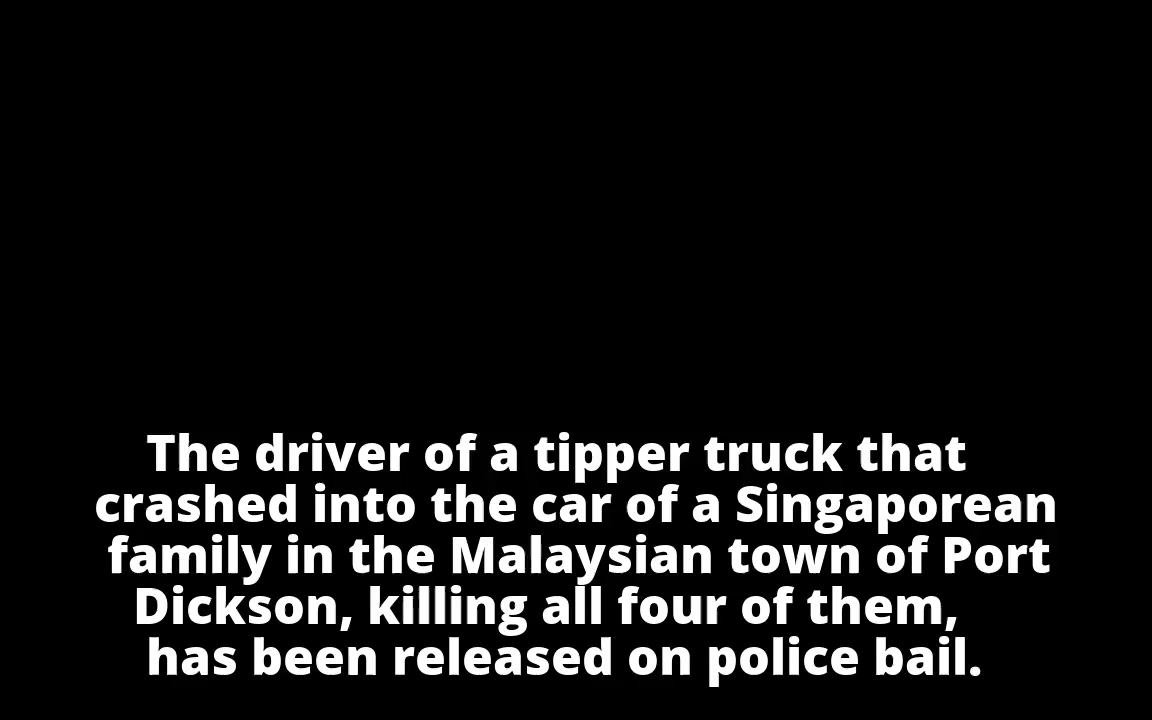 The driver of a tipper truck that
crashed into the car of a Singaporean
family in the Malaysian town of Port
Dickson, killing all four of them,
has been released on police bail.